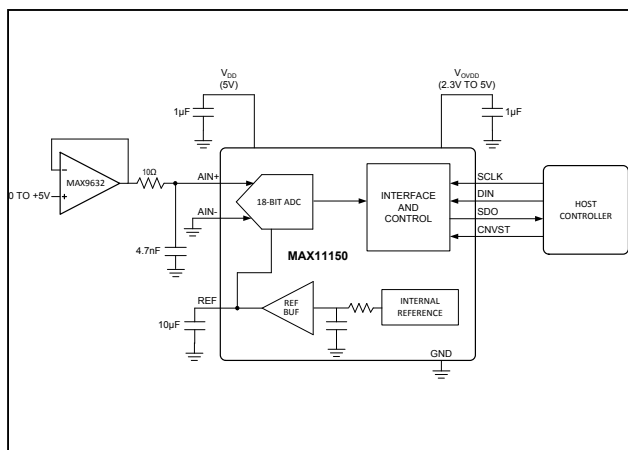 VDD
(5V)
VOVDD
(2.3V TO 5V)
1µF
1µF
MAX9632
0 TO +5V
10Ω
4.7nF
AIN+
AIN-
18-BIT ADC
INTERFACE
AND
CONTROL
SCLK
DIN
SDO
CNVST
HOST
CONTROLLER
MAX11150
REF
10µF
REF
BUF
INTERNAL
REFERENCE
GND